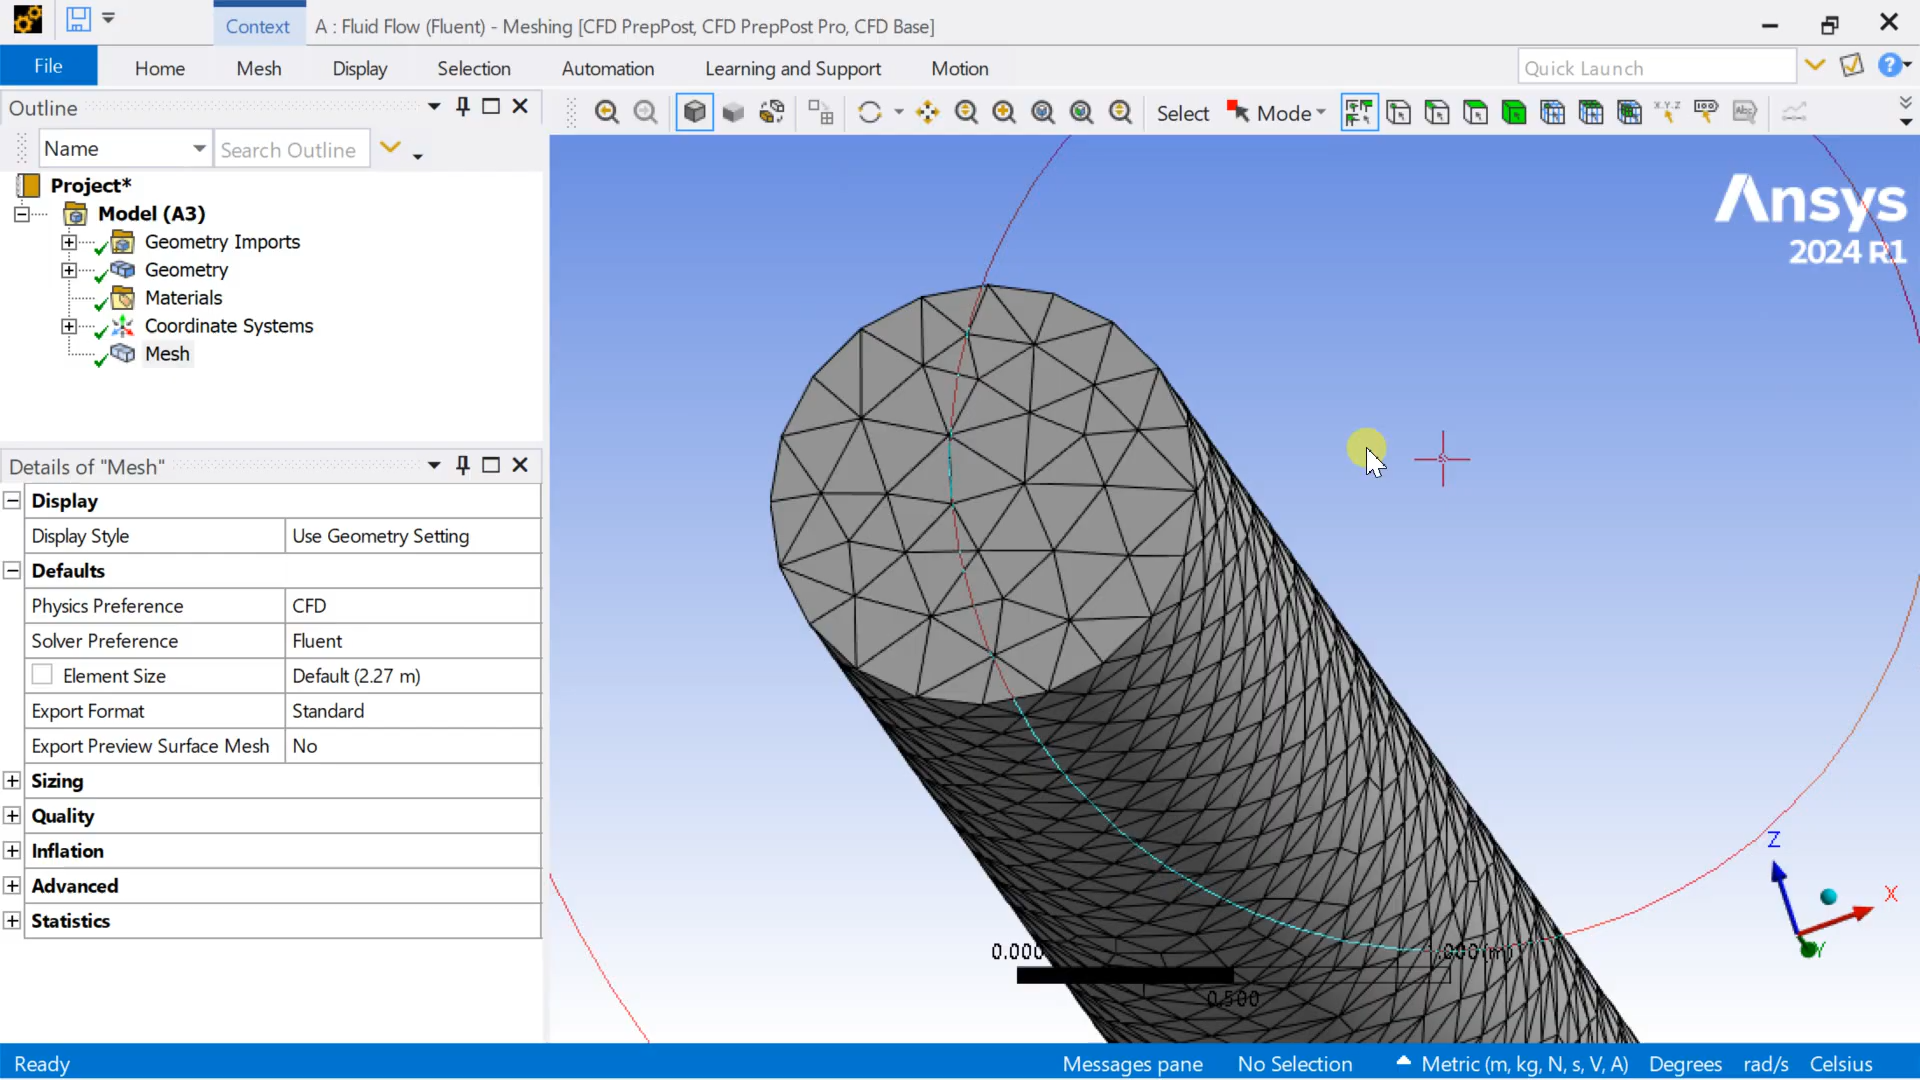 Context
A : Fluid Flow (Fluent) - Meshing [CFD PrepPost, CFD PrepPost Pro, CFD Base]
File Home Mesh Display Selection Automation Learning and Support Motion
Quick Launch
Outline
Select Mode
Name Search Outline
Project*
Model (A3)
Geometry Imports
Geometry
Materials
Coordinate Systems
Mesh
Ansys
2024 R1
Details of "Mesh"
Display
Display Style Use Geometry Setting
Defaults
Physics Preference CFD
Solver Preference Fluent
Element Size Default (2.27 m)
Export Format Standard
Export Preview Surface Mesh No
Sizing
Quality
Inflation
Advanced
Statistics
Z
X
Y
0.000
0.500
Ready Messages pane No Selection Metric (m, kg, N, s, V, A) Degrees rad/s Celsius